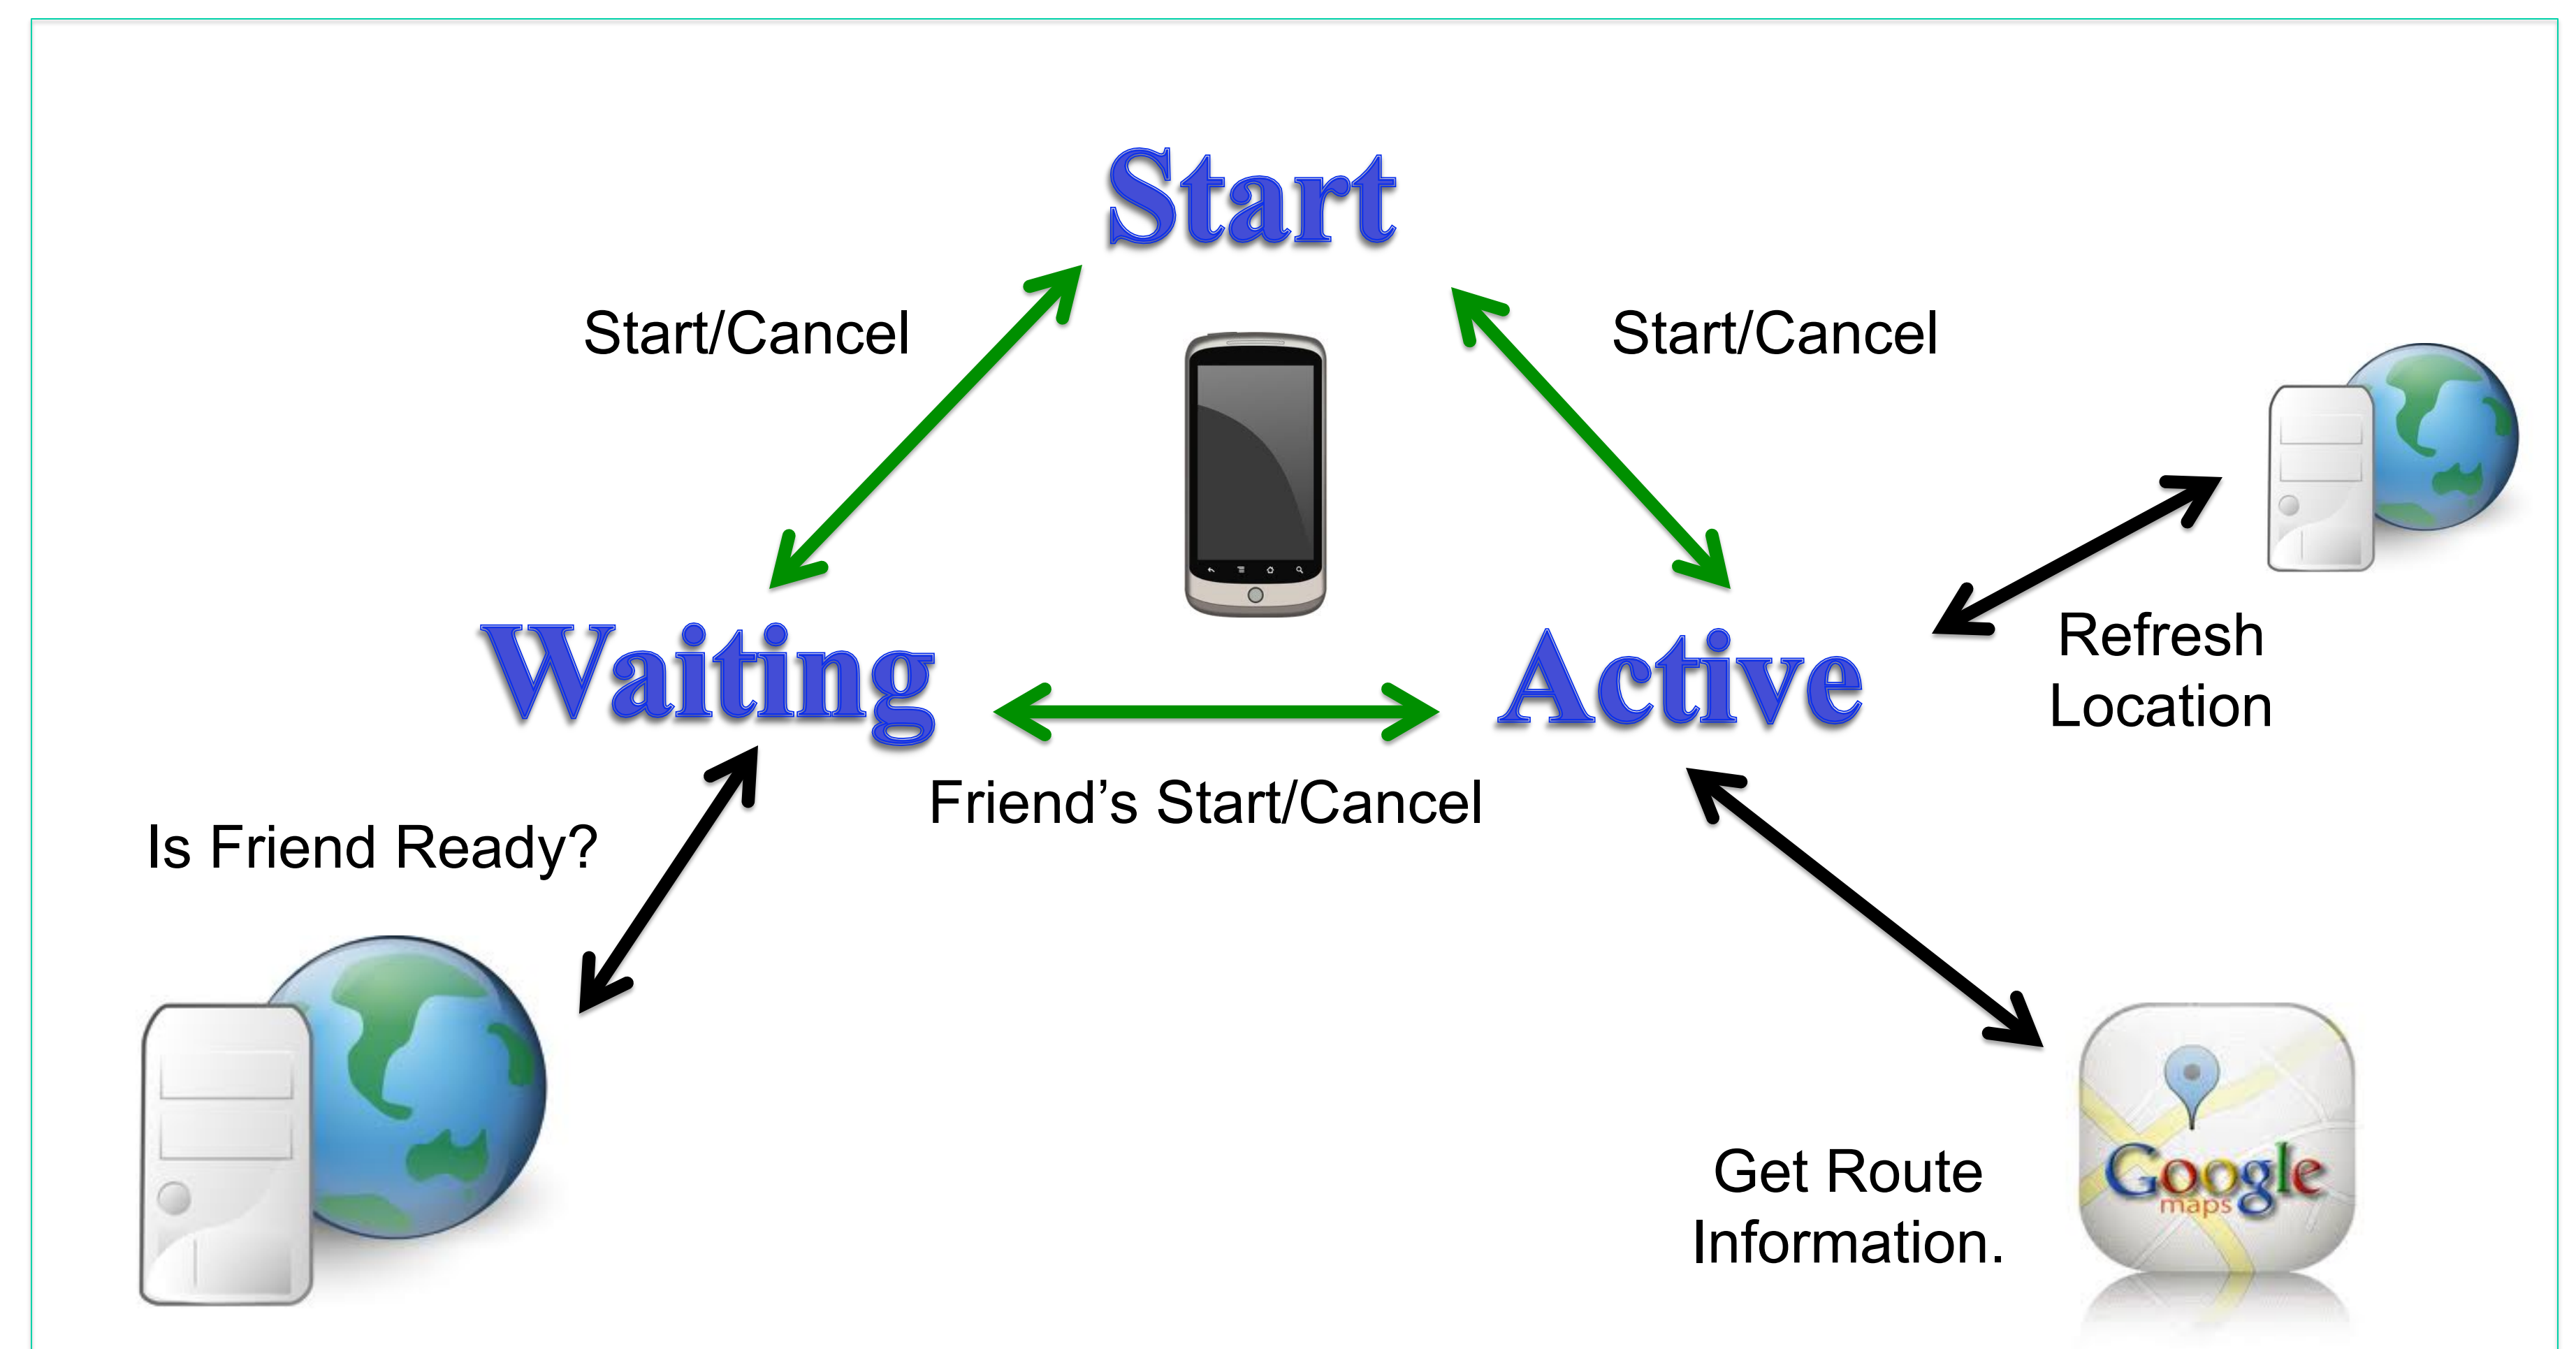 Start
Start/Cancel
Start/Cancel
Refresh
Location
Waiting
Active
Friend’s Start/Cancel
Is Friend Ready?
Get Route
Information.
Google
maps